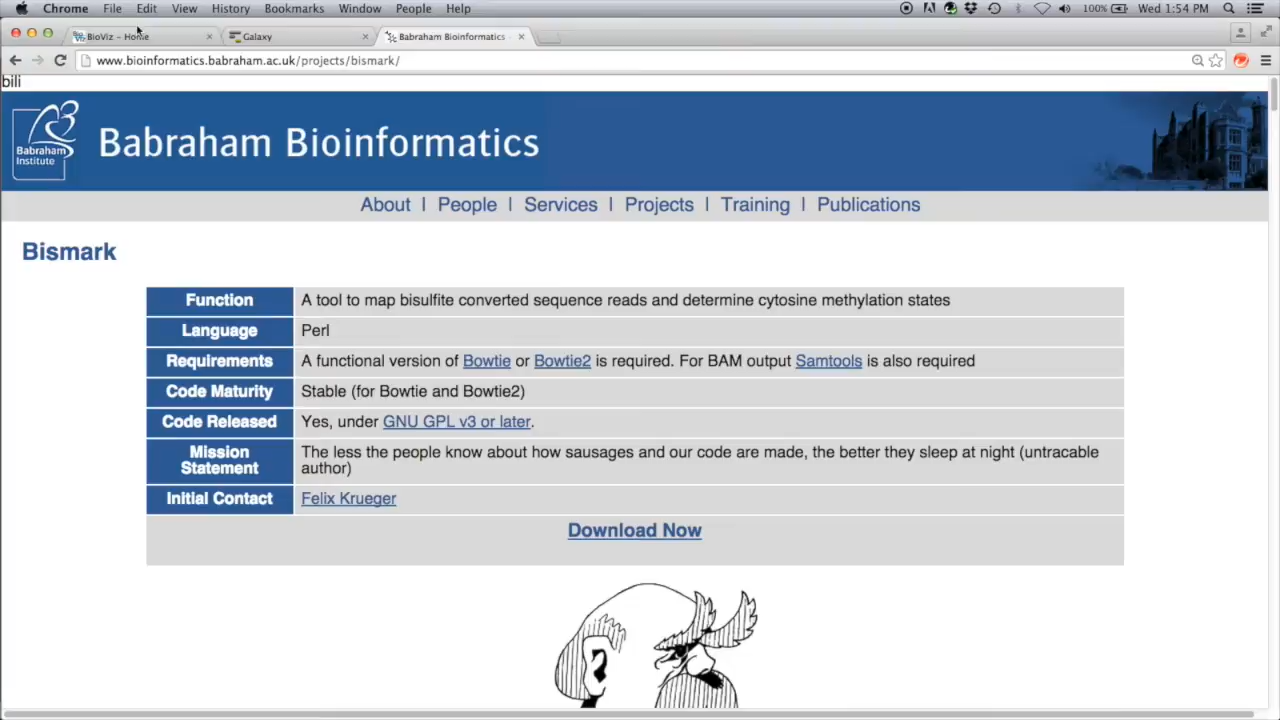 Chrome File Edit View History Bookmarks Window People Help 100% Wed 1:54 PM
BioViz - Home Galaxy Babraham Bioinformatics
www.bioinformatics.babraham.ac.uk/projects/bismark/
bili
Babraham Institute
Babraham Bioinformatics
About | People | Services | Projects | Training | Publications
Bismark
Function A tool to map bisulfite converted sequence reads and determine cytosine methylation states
Language Perl
Requirements A functional version of Bowtie or Bowtie2 is required. For BAM output Samtools is also required
Code Maturity Stable (for Bowtie and Bowtie2)
Code Released Yes, under GNU GPL v3 or later.
Mission Statement The less the people know about how sausages and our code are made, the better they sleep at night (untracable
author)
Initial Contact Felix Krueger
Download Now